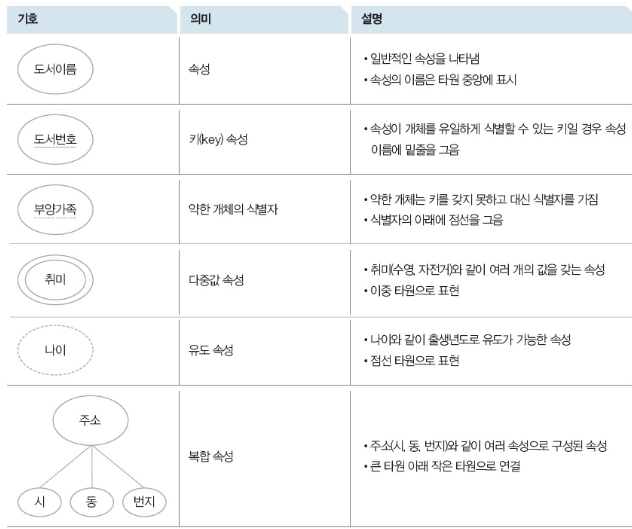 기호 의미 설명
도서이름 속성 • 일반적인 속성을 나타냄
• 속성의 이름은 타원 중앙에 표시
도서번호 키(key) 속성 • 속성이 개체를 유일하게 식별할 수 있는 키일 경우 속성
이름에 밑줄을 그음
부양가족 약한 개체의 식별자 • 약한 개체는 키를 갖지 못하고 대신 식별자를 가짐
• 식별자의 아래에 점선을 그음
취미 다중값 속성 • 취미(수영, 자전거)와 같이 여러 개의 값을 갖는 속성
• 이중 타원으로 표현
나이 유도 속성 • 나이와 같이 출생년도로 유도가 가능한 속성
• 점선 타원으로 표현
주소
복합 속성 • 주소(시, 동, 번지)와 같이 여러 속성으로 구성된 속성
• 큰 타원 아래 작은 타원으로 연결
시 동 번지